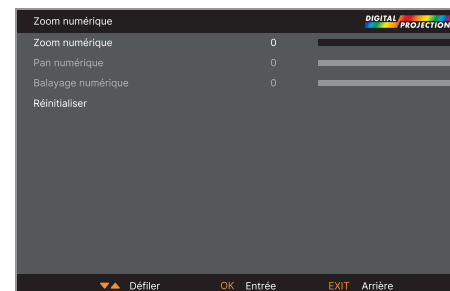 Zoom numérique DIGITAL PROJECTION
Zoom numérique 0
Pan numérique 0
Balayage numérique 0
Réinitialiser
▼▲ Défiler OK Entrée EXIT Arrière